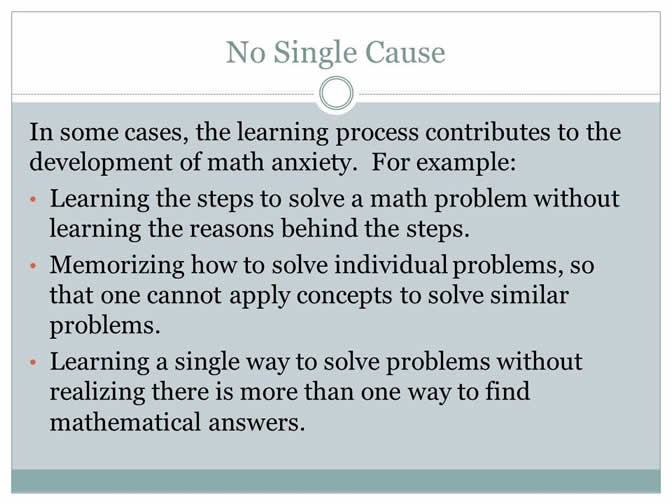 No Single Cause
In some cases, the learning process contributes to the
development of math anxiety.  For example:
• Learning the steps to solve a math problem without
learning the reasons behind the steps.
• Memorizing how to solve individual problems, so
that one cannot apply concepts to solve similar
problems.
• Learning a single way to solve problems without
realizing there is more than one way to find
mathematical answers.